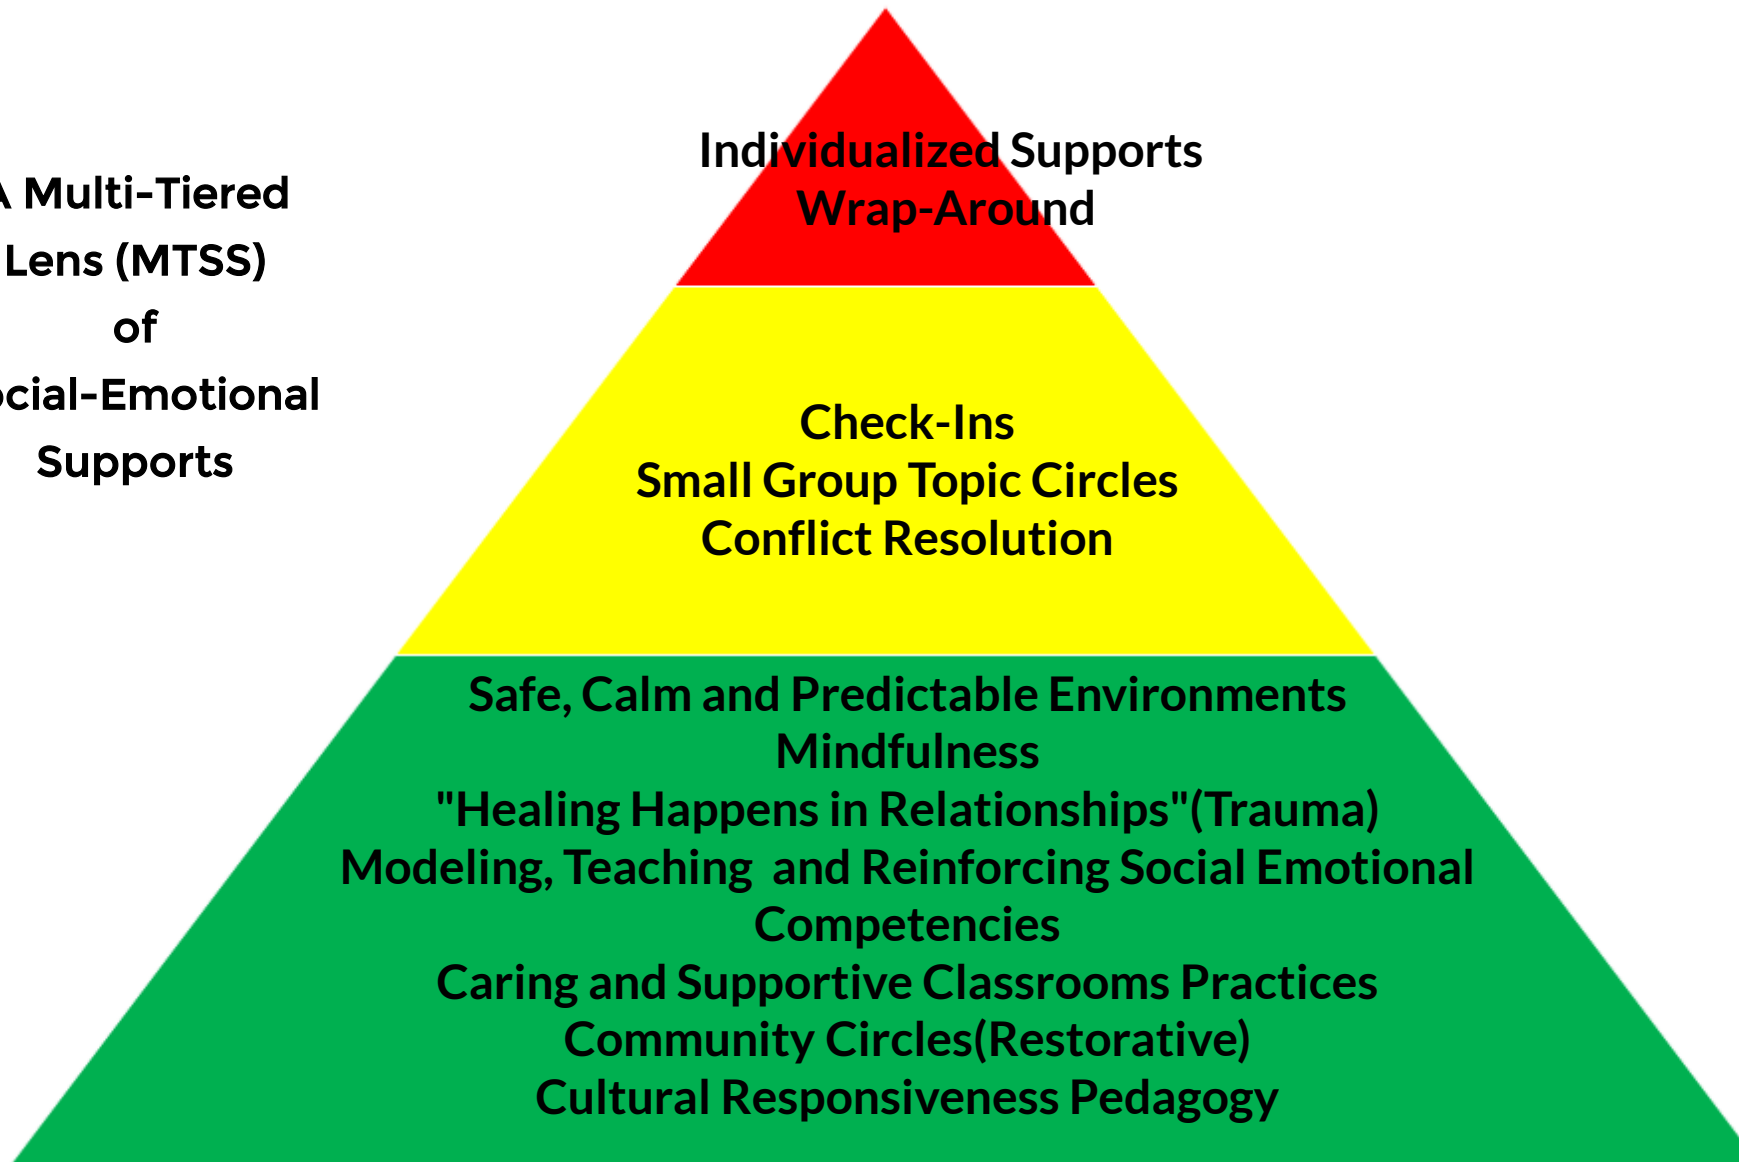 A Multi-Tiered
Lens (MTSS)
of
ocial-Emotional
Supports
Individualized Supports
Wrap-Around
Check-Ins
Small Group Topic Circles
Conflict Resolution
Safe, Calm and Predictable Environments
Mindfulness
"Healing Happens in Relationships"(Trauma)
Modeling, Teaching  and Reinforcing Social Emotional
Competencies
Caring and Supportive Classrooms Practices
Community Circles(Restorative)
Cultural Responsiveness Pedagogy